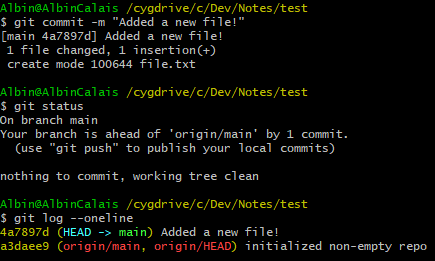 Albin@AlbinCalais /cygdrive/c/Dev/Notes/test
$ git commit -m "Added a new file!"
[main 4a7897d] Added a new file!
 1 file changed, 1 insertion(+)
 create mode 100644 file.txt

Albin@AlbinCalais /cygdrive/c/Dev/Notes/test
$ git status
On branch main
Your branch is ahead of 'origin/main' by 1 commit.
  (use "git push" to publish your local commits)

nothing to commit, working tree clean

Albin@AlbinCalais /cygdrive/c/Dev/Notes/test
$ git log --oneline
4a7897d (HEAD -> main) Added a new file!
a3daee9 (origin/main, origin/HEAD) initialized non-empty repo